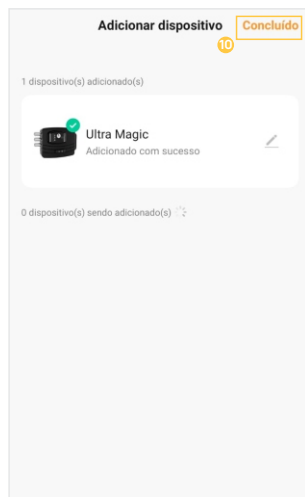 Adicionar dispositivo Concluído
10
1 dispositivo(s) adicionado(s)
Ultra Magic
Adicionado com sucesso
0 dispositivo(s) sendo adicionado(s)